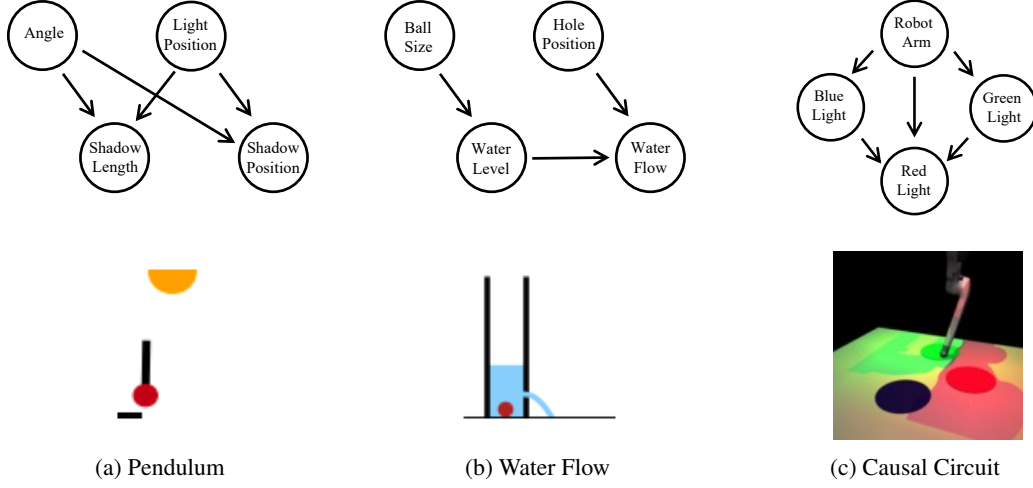 Angle
Light
Position
Shadow
Length
Shadow
Position
Ball
Size
Hole
Position
Water
Level
Water
Flow
Robot
Arm
Blue
Light
Green
Light
Red
Light
(a) Pendulum
(b) Water Flow
(c) Causal Circuit